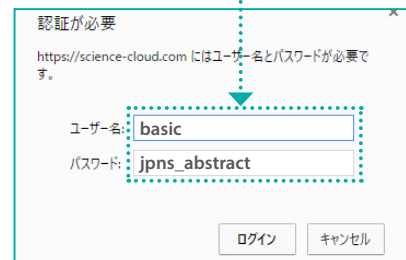 認証が必要
×
https://science-cloud.com にはユーザー名とパスワードが必要で
す。
ユーザー名: basic
パスワード: jpns_abstract
ログイン キャンセル